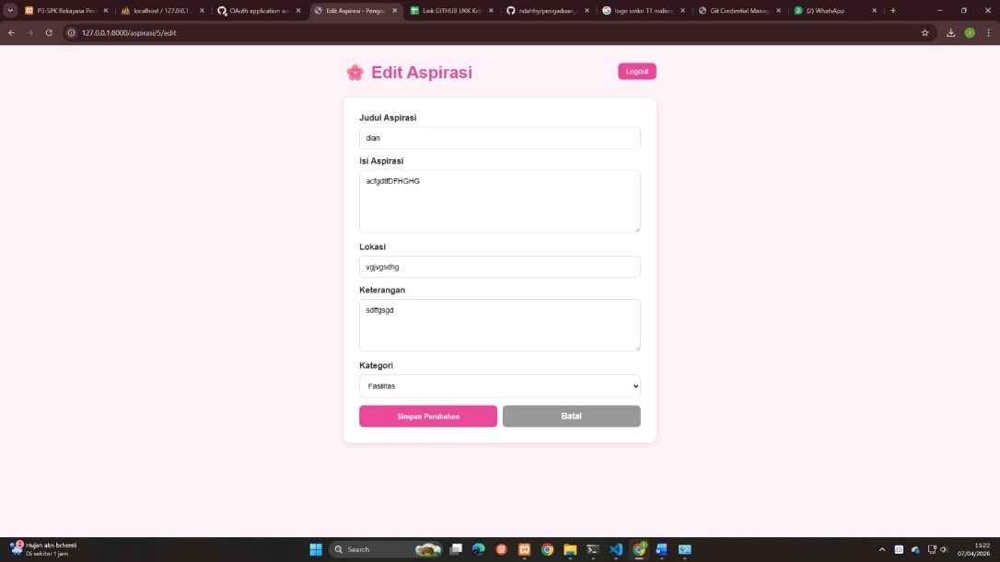 P3-SPK Rekayasa Per
localhost / 127.0.0.1 /
OAuth application au
Edit Aspirasi - Pengad
Link GITHUB UKK Kel
ndahhy/pengaduan_
logo smkn 11 malang
Git Credential Manag
(2) WhatsApp
127.0.0.1:8000/aspirasi/5/edit
Edit Aspirasi
Logout
Judul Aspirasi
dian
Isi Aspirasi
acfgdtfDFHGHG
Lokasi
vgjvgsdhg
Keterangan
sdffgsgd
Kategori
Fasilitas
Simpan Perubahan
Batal
2
Hujan akn brhenti
Di sekitar 1 jam
Search
15:22
07/04/2026